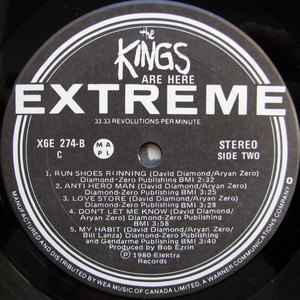 the
KINGS
ARE HERE
EXTREME
33.33 REVOLUTIONS PER MINUTE
X6E 274-B
C
M A
P L
STEREO
SIDE TWO
1. RUN SHOES RUNNING (David Diamond/Aryan Zero)
Diamond-Zero Publishing BMI 2:32
2. ANTI HERO MAN (David Diamond/Aryan Zero)
Diamond-Zero Publishing BMI 3:25
3. LOVE STORE (David Diamond/Aryan Zero)
Diamond-Zero Publishing BMI 3:28
4. DON'T LET ME KNOW (David Diamond/Aryan
Zero) Diamond-Zero Publishing
BMI 3:58
5. MY HABIT (David Diamond/Aryan Zero/
Bill Lanza) Diamond-Zero Publishing
and Gendarme Publishing BMI 3:40
Produced by Bob Ezrin
℗ 1980 Elektra
Records
MANUFACTURED AND DISTRIBUTED BY WEA MUSIC OF CANADA LIMITED, A WARNER COMMUNICATIONS COMPANY